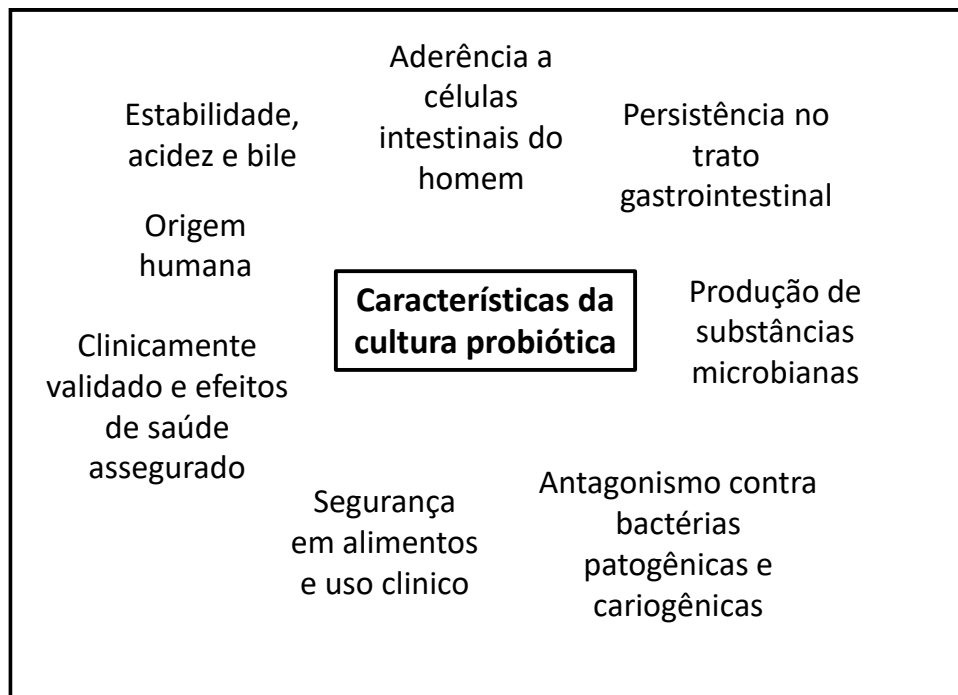 Aderência a
células
intestinais do
homem
Estabilidade,
acidez e bile
Persistência no
trato
gastrointestinal
Origem
humana
Características da
cultura probiótica
Produção de
substâncias
microbianas
Clinicamente
validado e efeitos
de saúde
assegurado
Segurança
em alimentos
e uso clinico
Antagonismo contra
bactérias
patogênicas e
cariogênicas